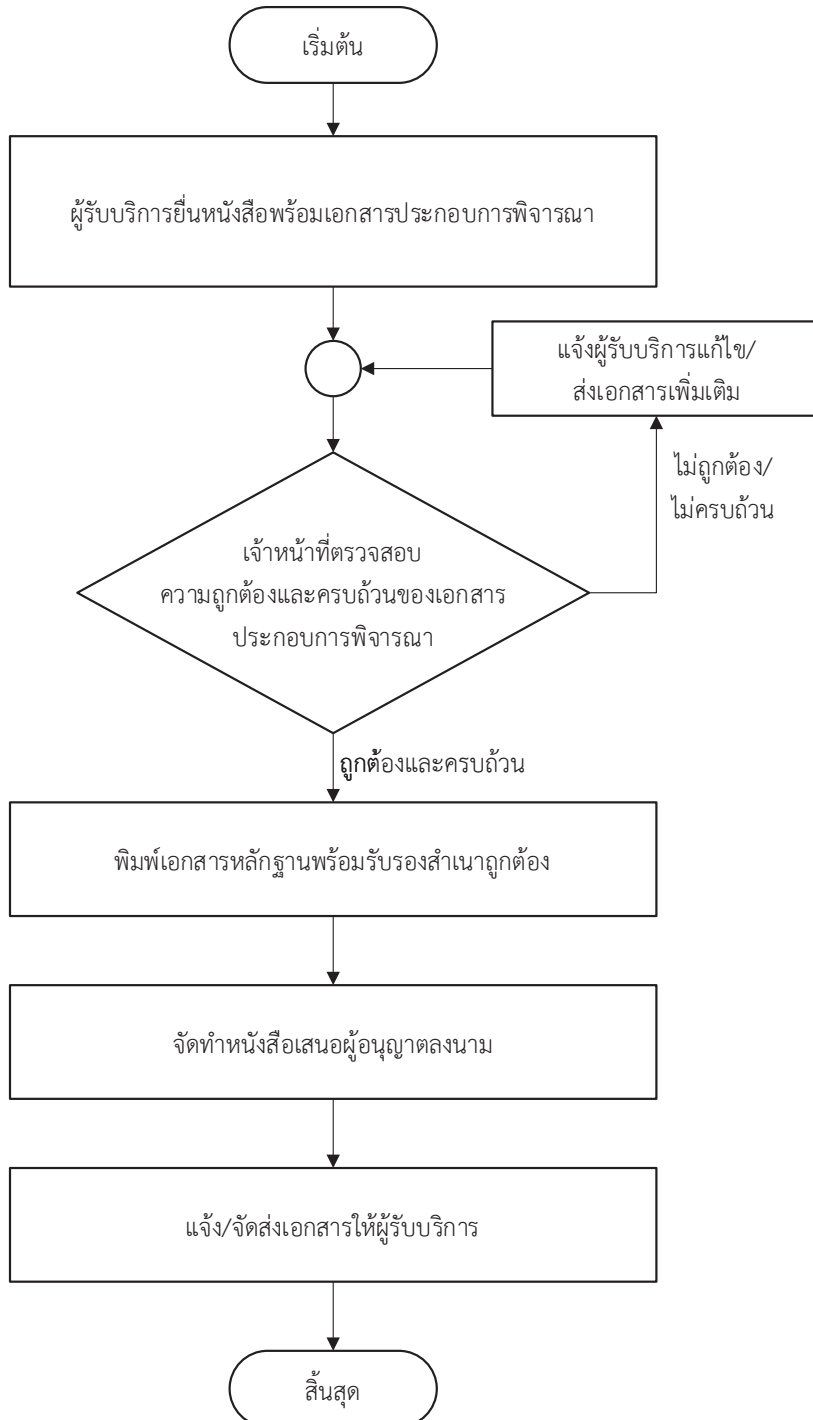 เริ่มต้น
ผู้รับบริการยื่นหนังสือพร้อมเอกสารประกอบการพิจารณา
แจ้งผู้รับบริการแก้ไข/
ส่งเอกสารเพิ่มเติม
ไม่ถูกต้อง/
ไม่ครบถ้วน
เจ้าหน้าที่ตรวจสอบ
ความถูกต้องและครบถ้วนของเอกสาร
ประกอบการพิจารณา
ถูกต้องและครบถ้วน
พิมพ์เอกสารหลักฐานพร้อมรับรองสำเนาถูกต้อง
จัดทำหนังสือเสนอผู้อนุญาตลงนาม
แจ้ง/จัดส่งเอกสารให้ผู้รับบริการ
สิ้นสุด